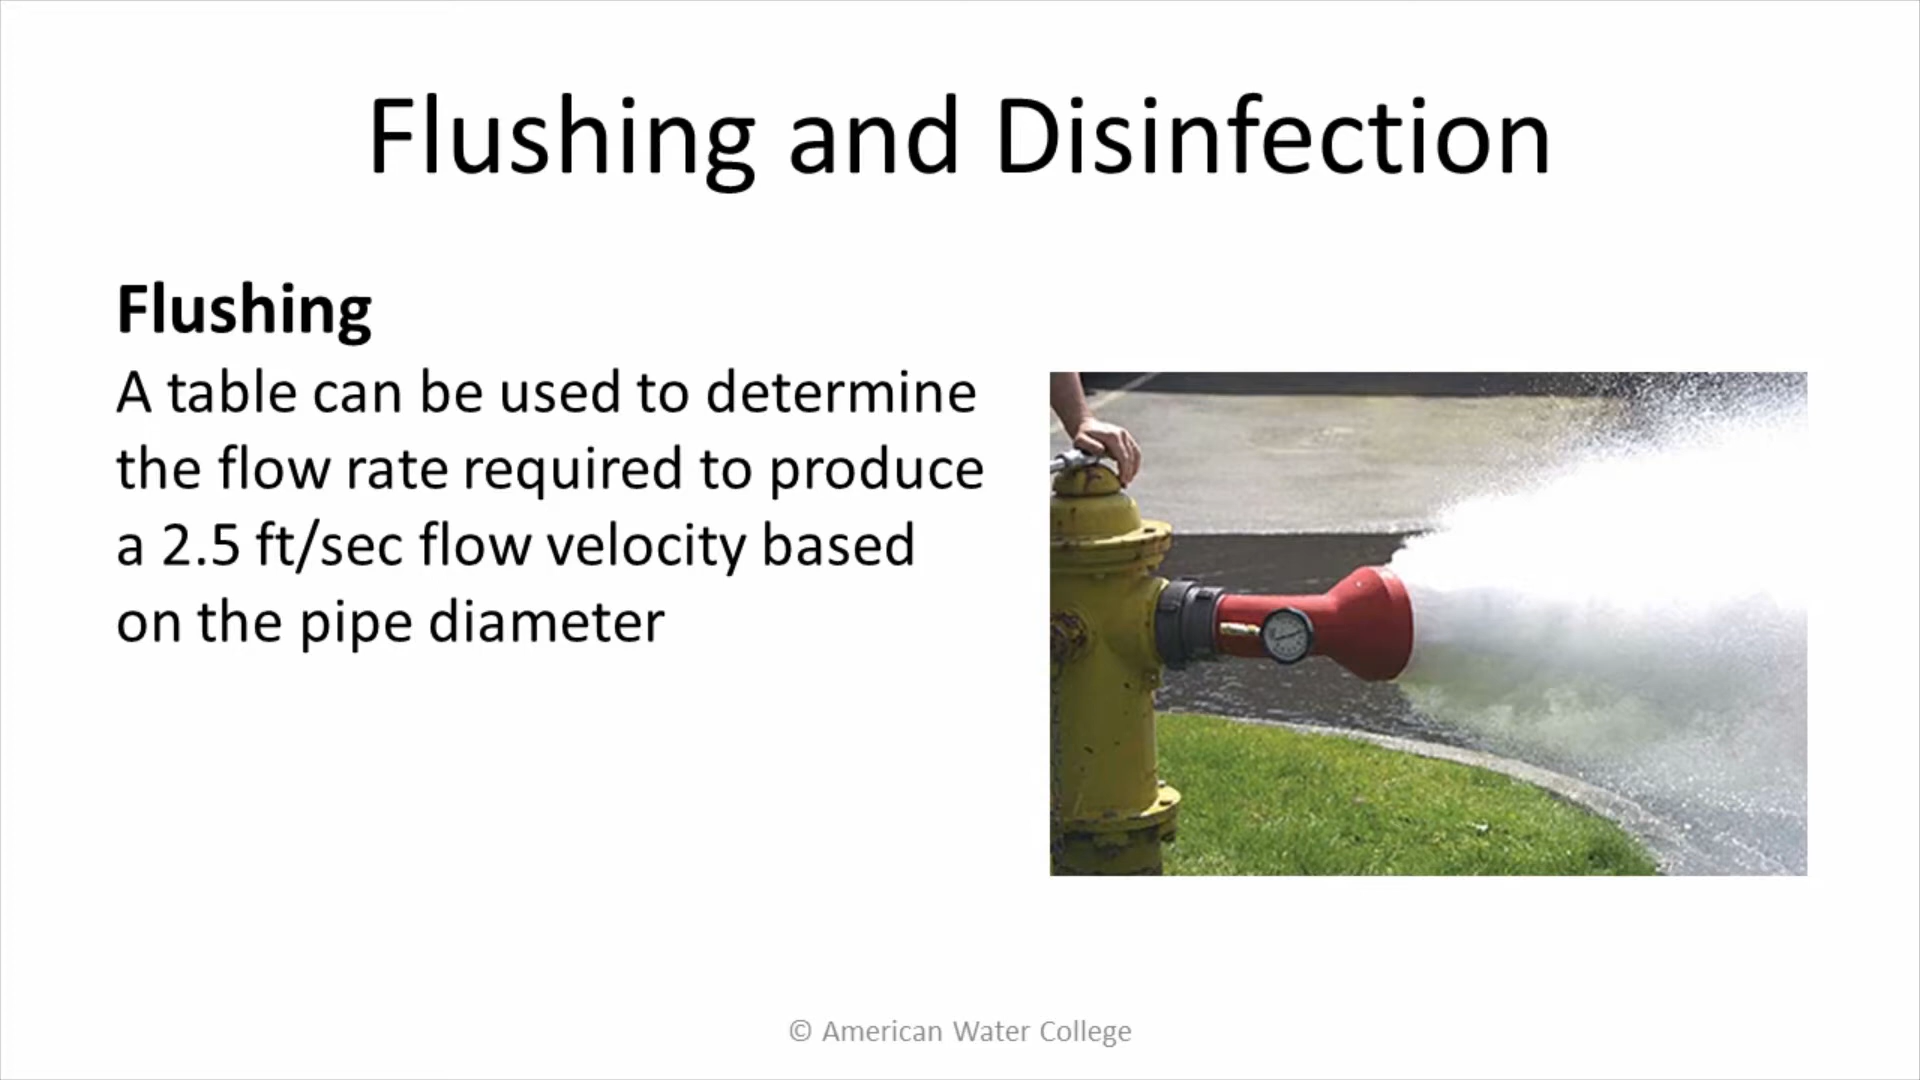 Flushing and Disinfection
Flushing
A table can be used to determine
the flow rate required to produce
a 2.5 ft/sec flow velocity based
on the pipe diameter
© American Water College